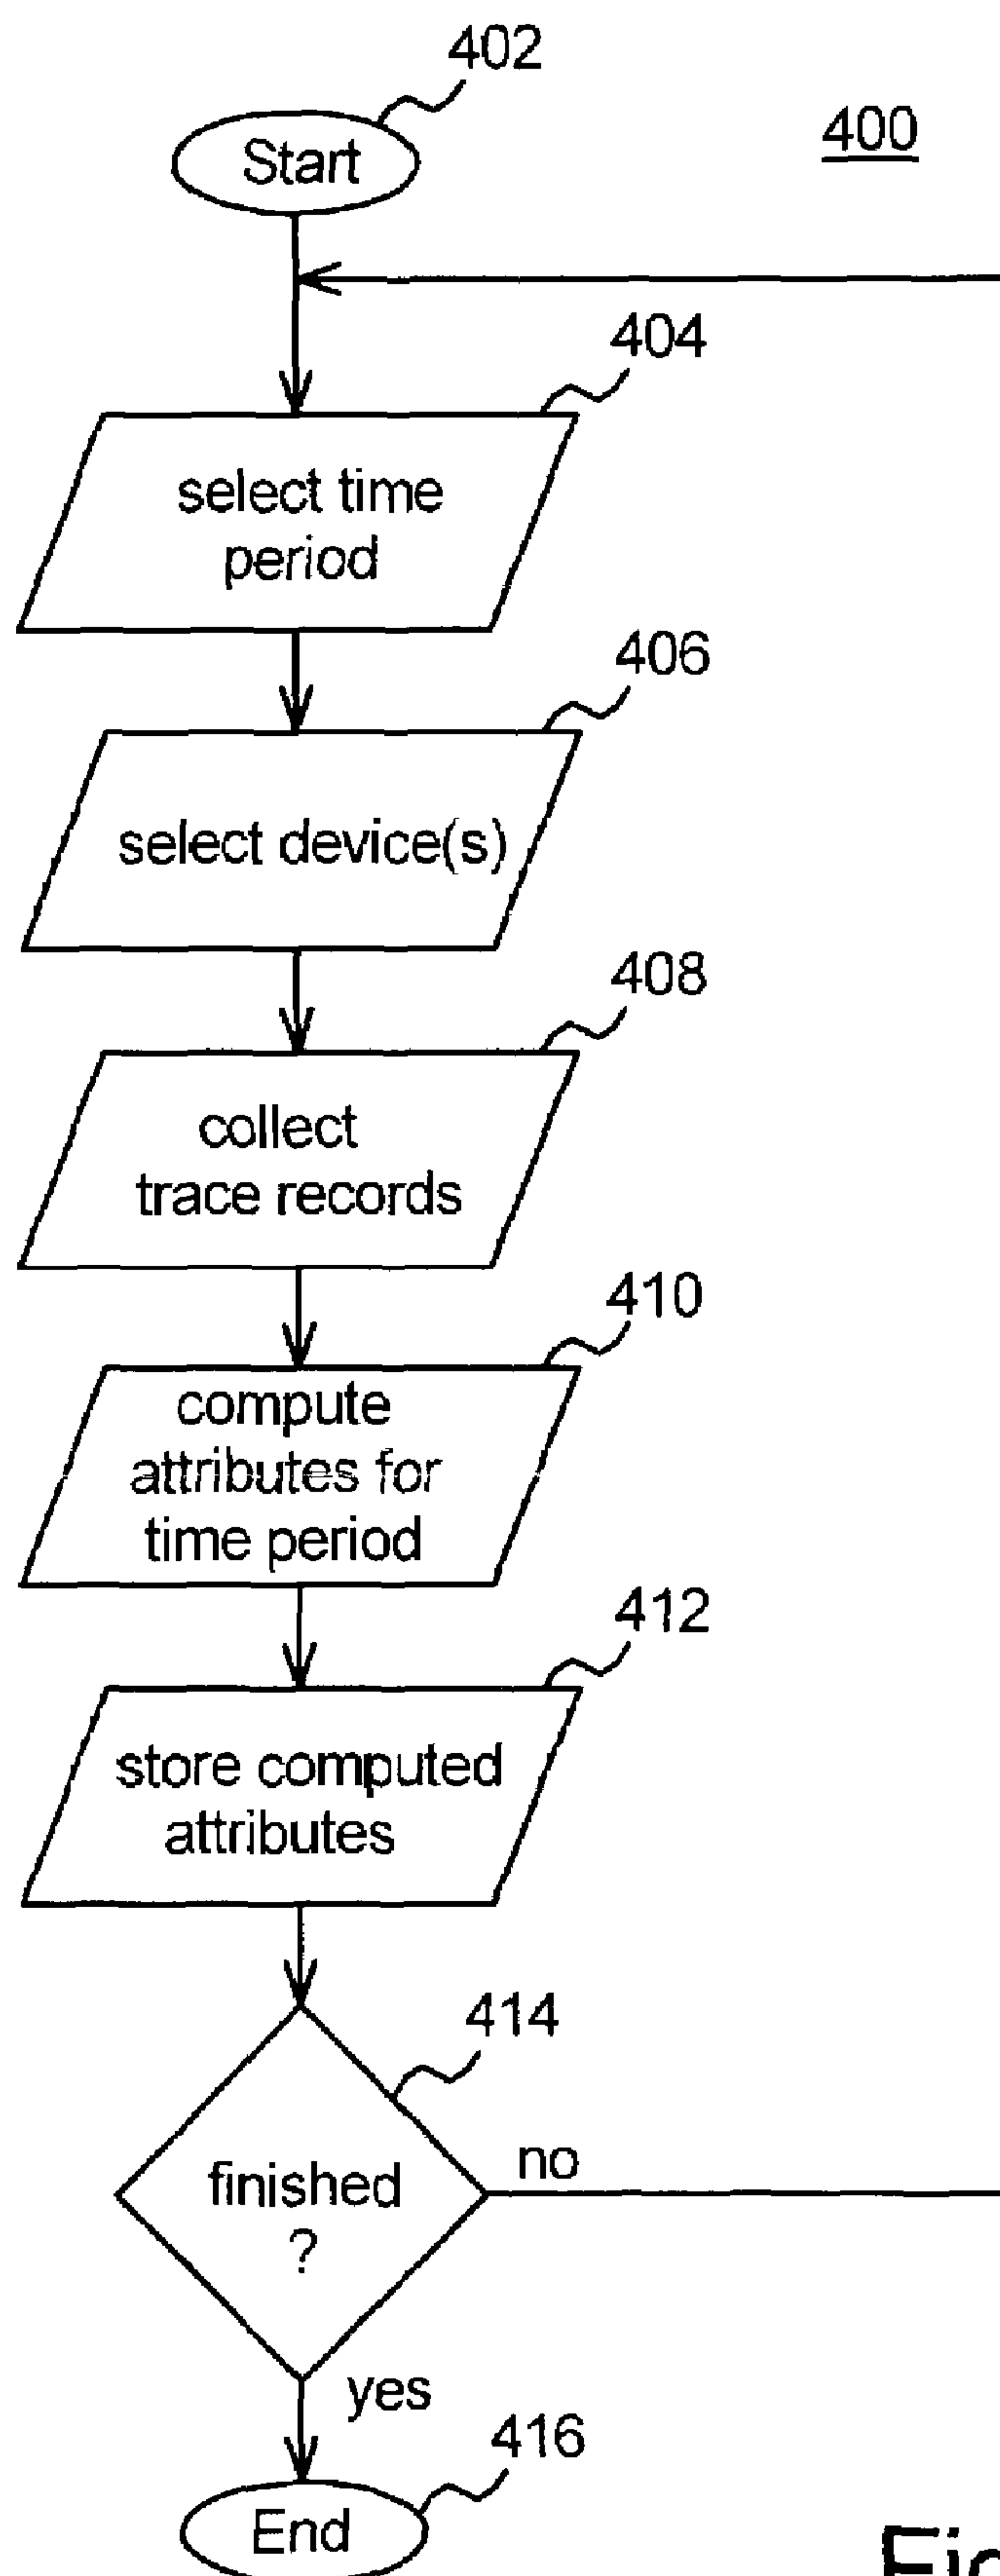 402
Start
400
404
select time
period
406
select device(s)
408
collect
trace records
410
compute
attributes for
time period
412
store computed
attributes
414
finished
?
no
yes
416
End